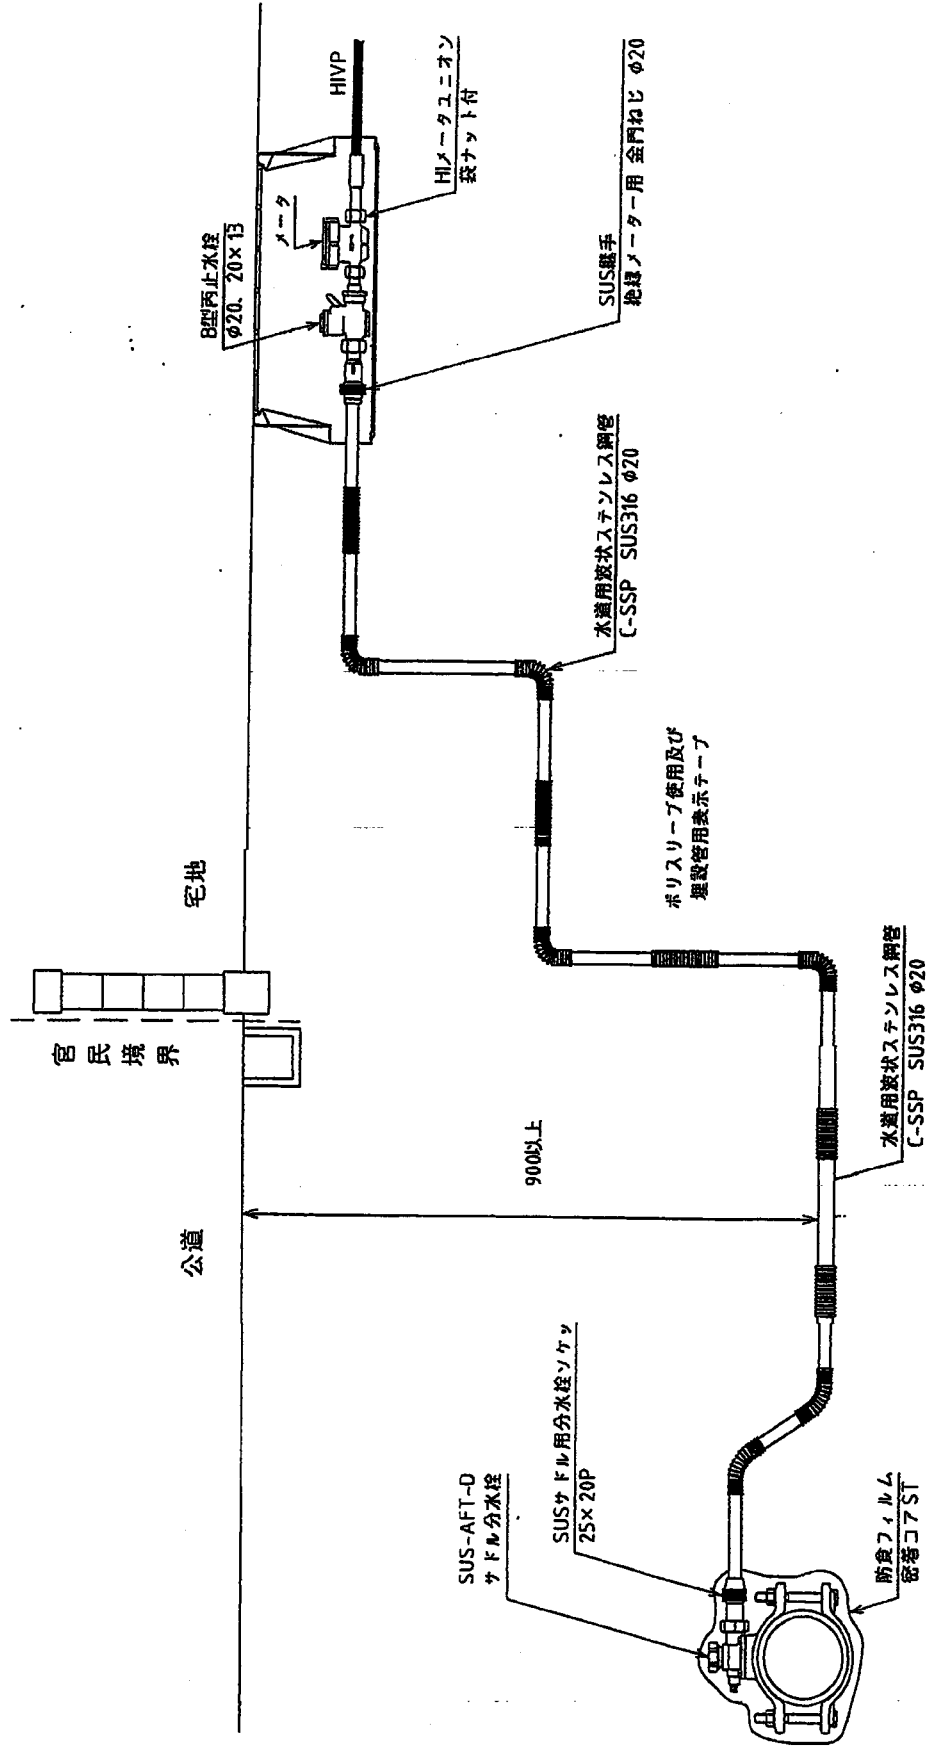 官民境界
公道
宅地
B型丙止水栓
φ20、20×13
メータ
HIVP
HIメータユニオン
袋ナット付
SUS継手
絶縁メーター用 金門ねじ φ20
水道用波状ステンレス鋼管
C-SSP SUS316 φ20
ポリスリーブ使用及び
埋設管用表示テープ
900以上
水道用波状ステンレス鋼管
C-SSP SUS316 φ20
SUS-AFT-D
サドル分水栓
SUSサドル用分水栓ソケッ
25×20P
防食フィルム
密着コアST